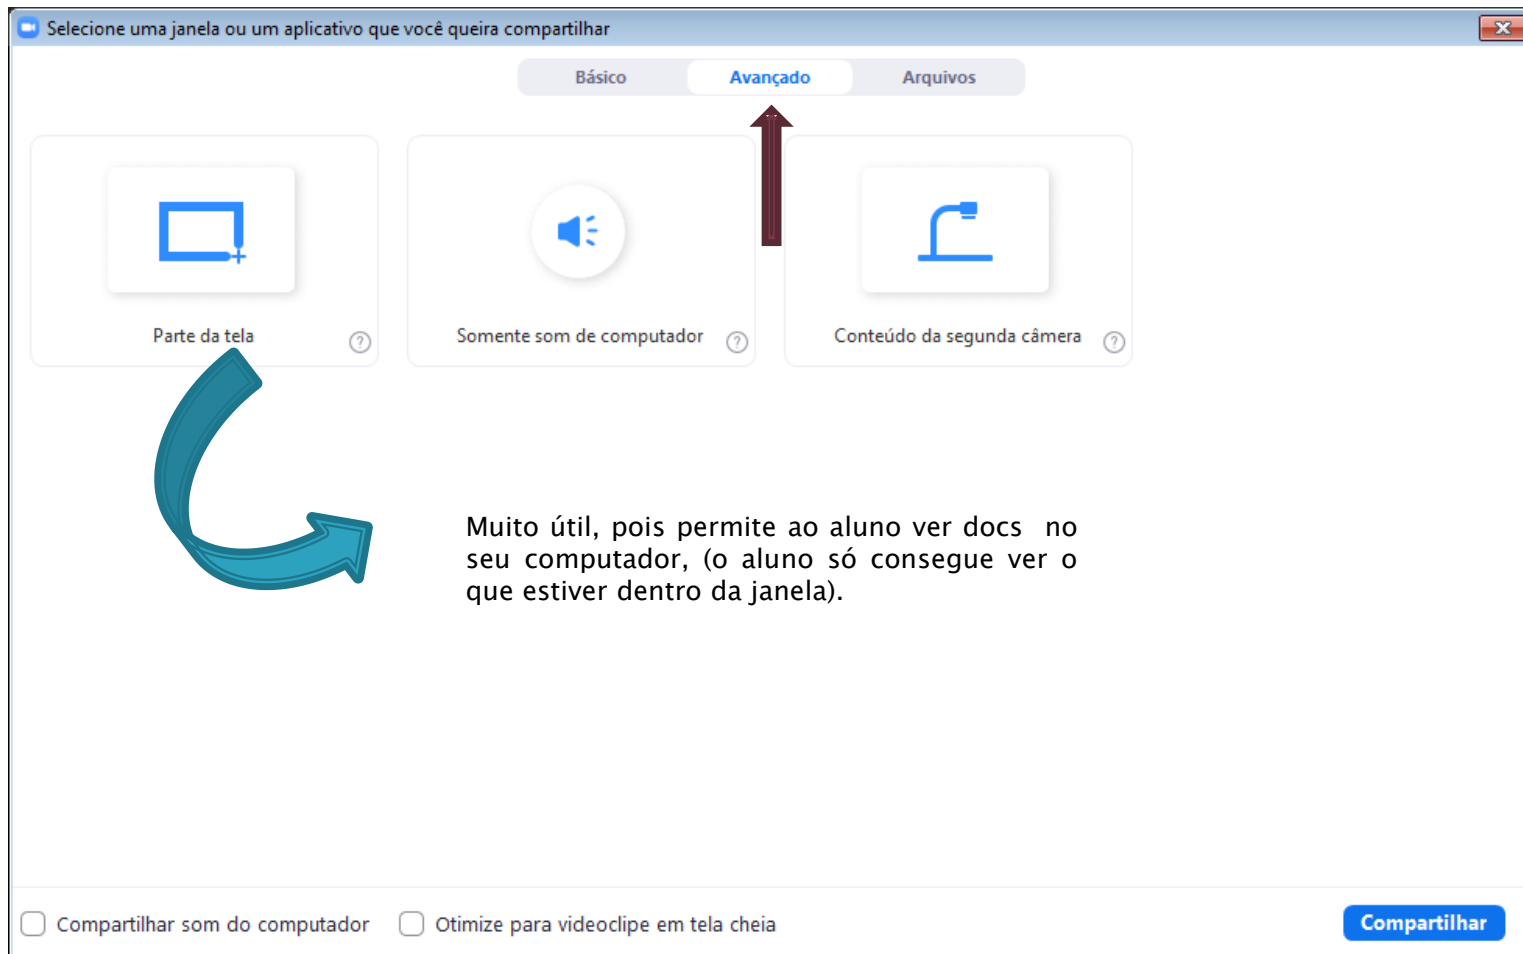 Selecione uma janela ou um aplicativo que você queira compartilhar
Básico
Avançado
Arquivos
Parte da tela
?
Somente som de computador
?
Conteúdo da segunda câmera
?
Muito útil, pois permite ao aluno ver docs no
seu computador, (o aluno só consegue ver o
que estiver dentro da janela).
Compartilhar som do computador
Otimize para videoclipe em tela cheia
Compartilhar